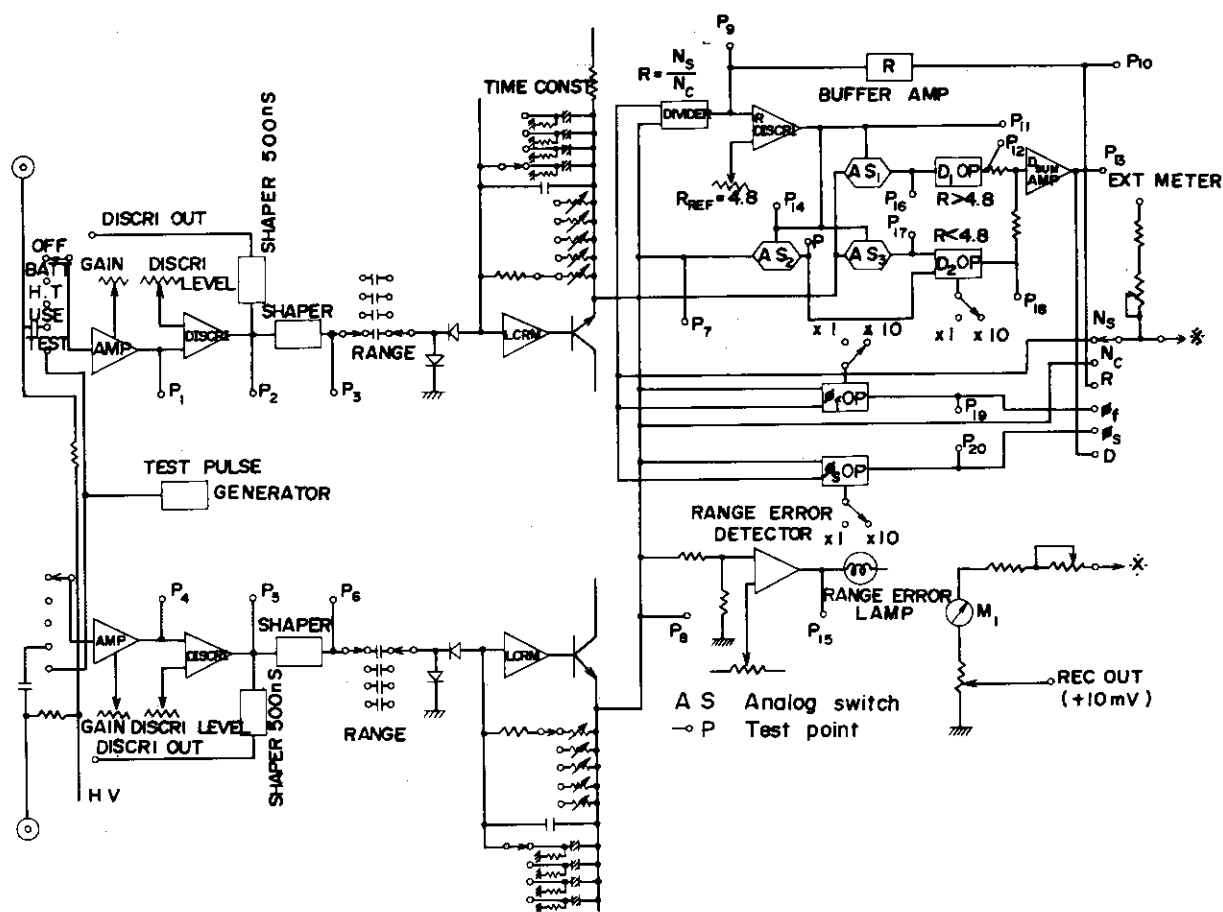 P9
R = NS/NC
R
P10
BUFFER AMP
TIME CONST
DIVIDER
R DISCRI
P11
RREF = 4.8
AS1
P16
D1 OP
R>4.8
P12
DSUM AMP
P13
EXT METER
P14
AS2
P
AS3
P17
R<4.8
D2 OP
P18
x1 x10
x1 x10
P7
DISCRI OUT
SHAPER 500nS
OFF
BATT
H.T
USE
TEST
GAIN
DISCRI LEVEL
AMP
DISCRI
SHAPER
RANGE
LCRM
P1
P2
P3
NS
NC
R
ϕf
ϕs
D
ϕf OP
P19
P20
ϕs OP
x1 x10
TEST PULSE
GENERATOR
RANGE ERROR
DETECTOR
RANGE ERROR
LAMP
P15
P8
M1
REC OUT
(+10mV)
P4
P5
P6
SHAPER
AMP
DISCRI
LCRM
GAIN
DISCRI LEVEL
DISCRI OUT
SHAPER 500nS
RANGE
HV
AS Analog switch
P Test point